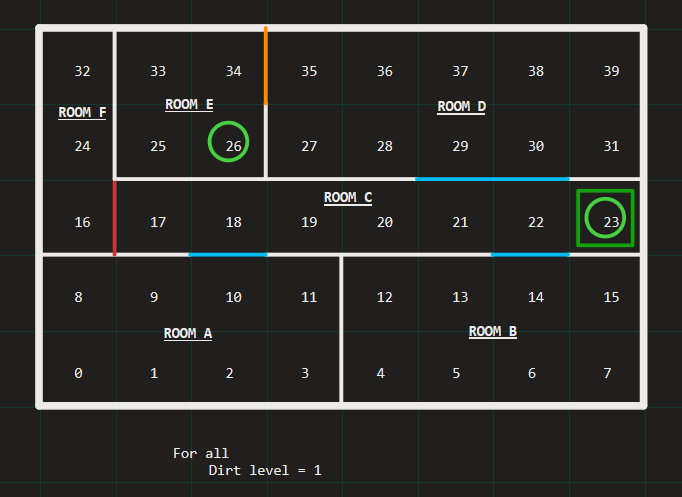 32 33 34 35 36 37 38 39
ROOM F ROOM E ROOM D
24 25 26 27 28 29 30 31
ROOM C
16 17 18 19 20 21 22 23
8 9 10 11 12 13 14 15
ROOM A ROOM B
0 1 2 3 4 5 6 7
For all
Dirt level = 1